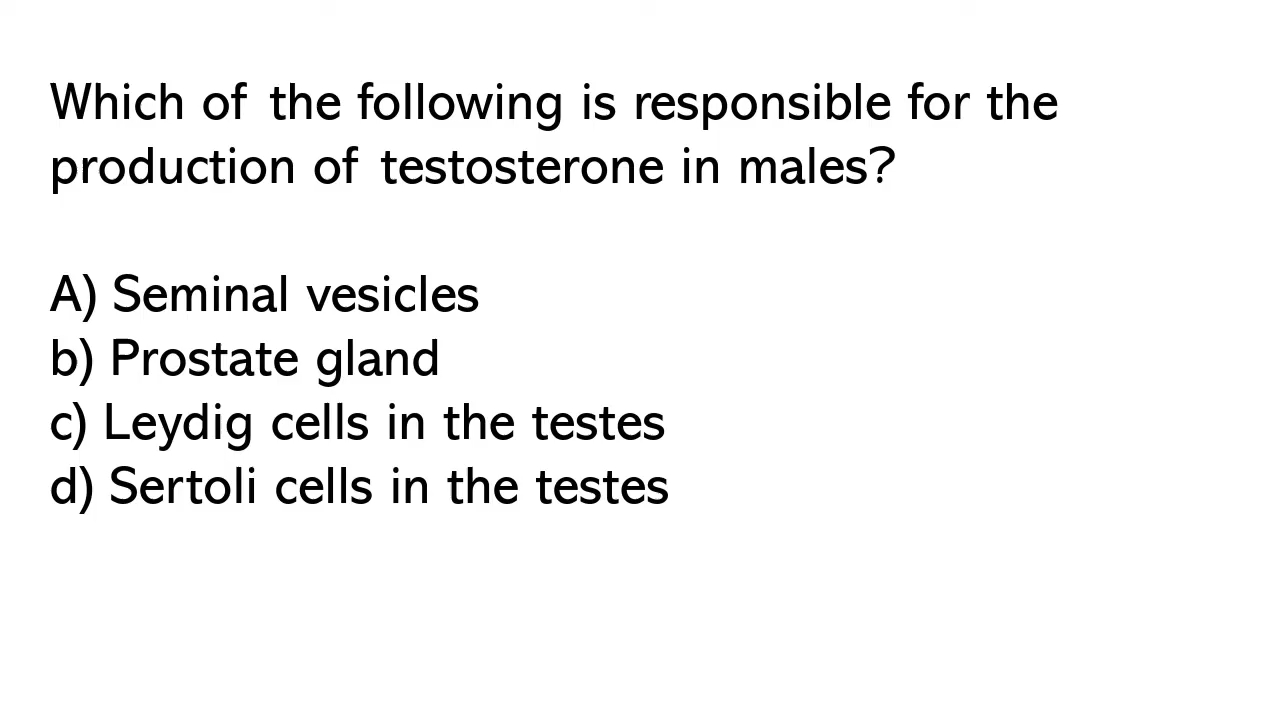 Which of the following is responsible for the
production of testosterone in males?
A) Seminal vesicles
b) Prostate gland
c) Leydig cells in the testes
d) Sertoli cells in the testes